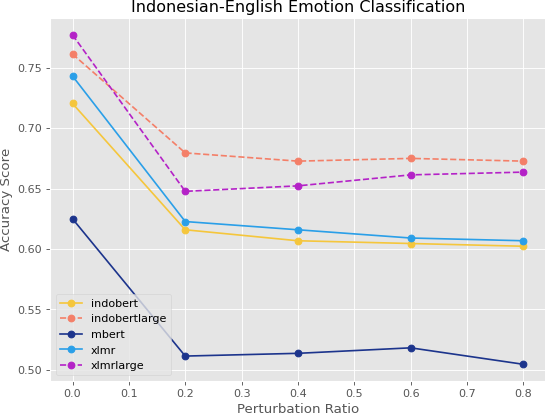 Indonesian-English Emotion Classification
Accuracy Score
0.75
0.70
0.65
0.60
0.55
0.50
indobert
indobertlarge
mbert
xlmr
xlmrlarge
0.0 0.1 0.2 0.3 0.4 0.5 0.6 0.7 0.8
Perturbation Ratio